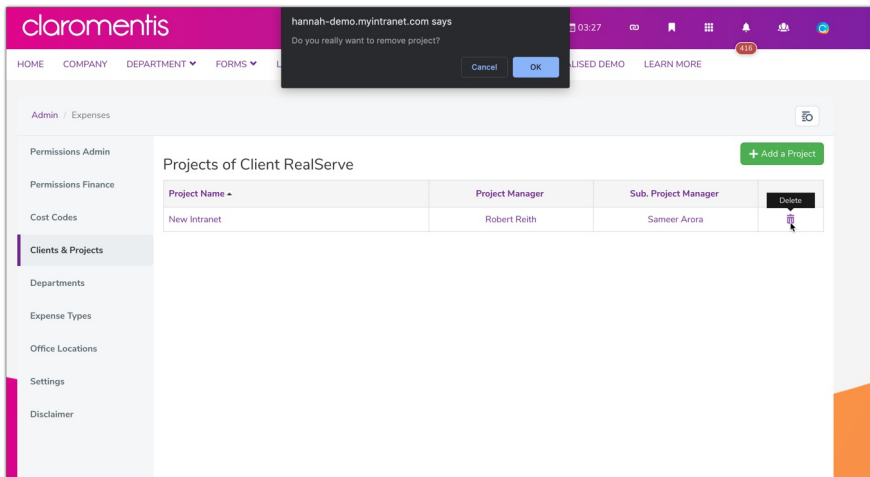 claromentis
hannah-demo.myintranet.com says
Do you really want to remove project?
Cancel OK
03:27
416
HOME COMPANY DEPARTMENT FORMS L LISED DEMO LEARN MORE
Admin / Expenses
Permissions Admin
Permissions Finance
Cost Codes
Clients & Projects
Departments
Expense Types
Office Locations
Settings
Disclaimer
+ Add a Project
Projects of Client RealServe
Project Name Project Manager Sub. Project Manager
Delete
New Intranet Robert Reith Sameer Arora